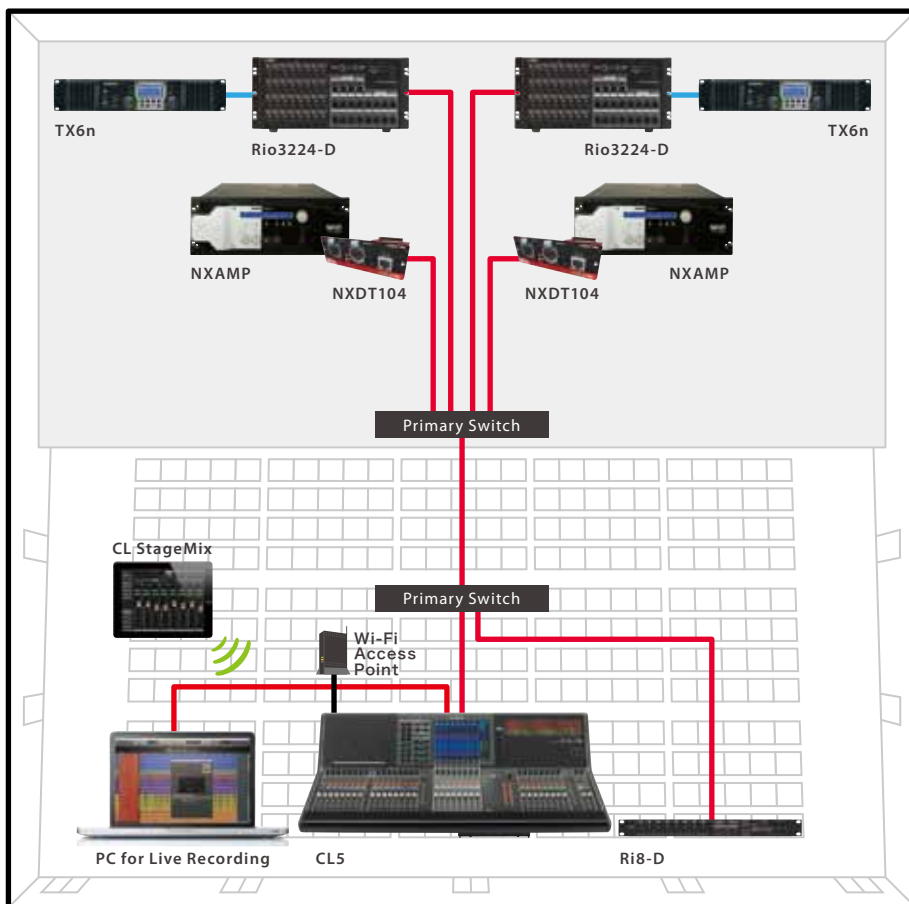 TX6n
Rio3224-D
Rio3224-D
TX6n
NXAMP
NXDT104
NXDT104
NXAMP
Primary Switch
CL StageMix
Primary Switch
Wi-Fi
Access
Point
PC for Live Recording
CL5
Ri8-D